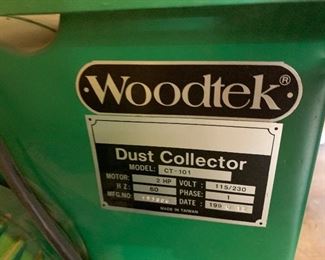 Woodtek®
Dust Collector
MODEL: CT-101
MOTOR: 2 HP VOLT: 115/230
HZ: 60 PHASE: 1
MFG.NO: DATE:
MADE IN TAIWAN